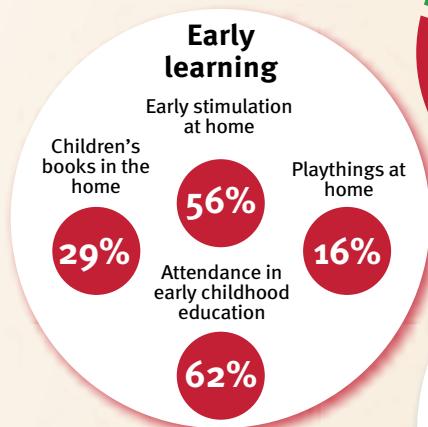 Early
learning
Early stimulation
at home
56%
Children’s
books in the
home
29%
Playthings at
home
16%
Attendance in
early childhood
education
62%